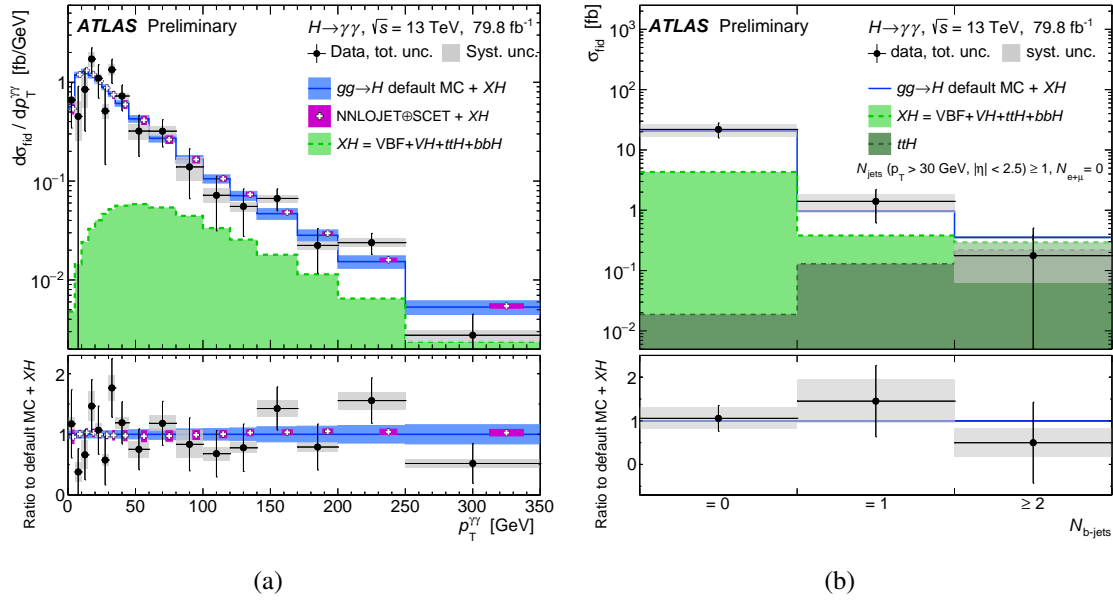 ATLAS Preliminary
H→γγ, √s = 13 TeV, 79.8 fb⁻¹
Data, tot. unc. Syst. unc.
gg→H default MC + XH
NNLOJET⊕SCET + XH
XH = VBF+VH+ttH+bbH
dσ_fid / dp_T^γγ [fb/GeV]
1
10⁻¹
10⁻²
Ratio to default MC + XH
2
1
0
0 50 100 150 200 250 300 350
p_T^γγ [GeV]
(a)
ATLAS Preliminary
H→γγ, √s = 13 TeV, 79.8 fb⁻¹
data, tot. unc. syst. unc.
gg→H default MC + XH
XH = VBF+VH+ttH+bbH
ttH
N_jets (p_T > 30 GeV, |η| < 2.5) ≥ 1, N_e+μ = 0
σ_fid [fb]
10³
10²
10
1
10⁻¹
10⁻²
Ratio to default MC + XH
2
1
0
= 0 = 1 ≥ 2
N_b-jets
(b)